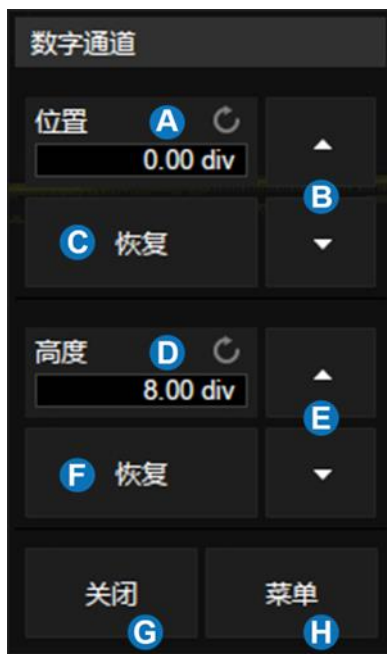 数字通道
位置 A
0.00 div
B
C 恢复
高度 D
8.00 div
E
F 恢复
关闭 菜单
G H